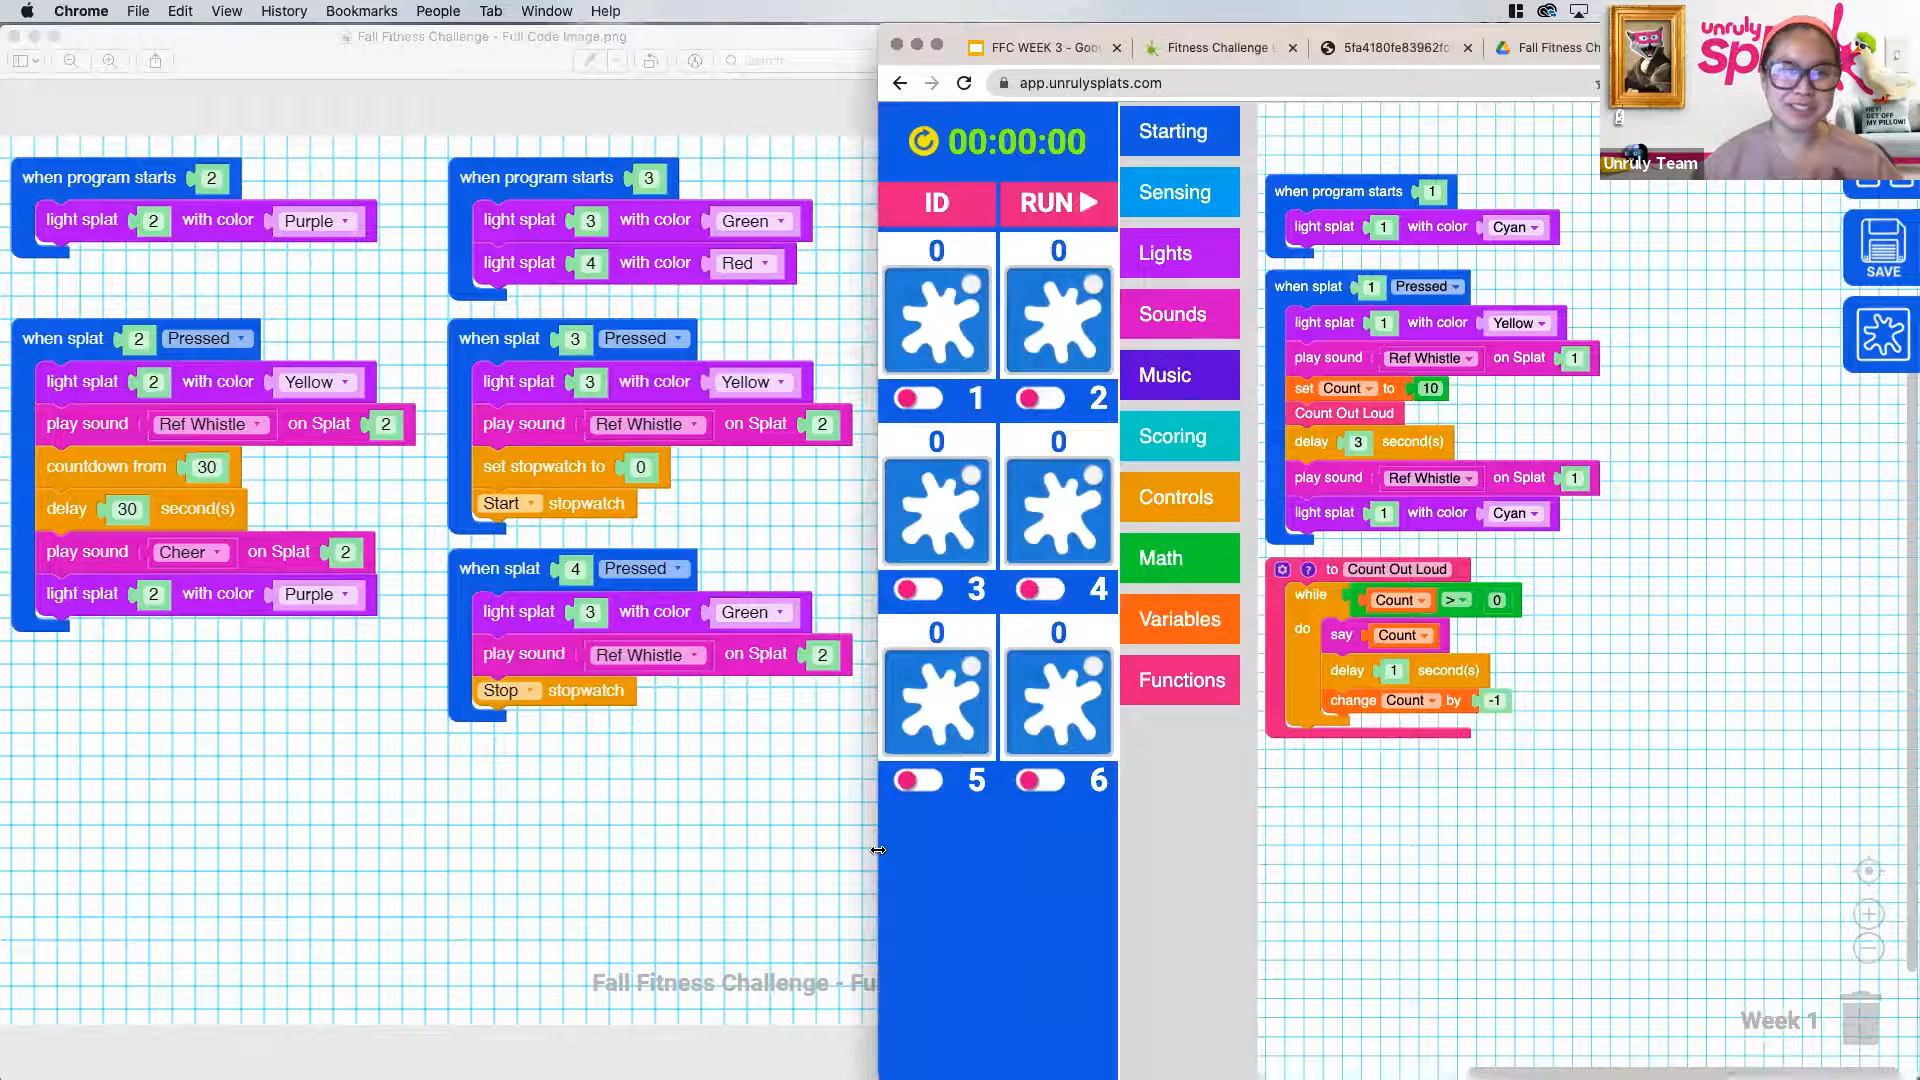 Chrome File Edit View History Bookmarks People Tab Window Help
Fall Fitness Challenge - Full Code Image.png
Search
when program starts 2
light splat 2 with color Purple
when splat 2 Pressed
light splat 2 with color Yellow
play sound Ref Whistle on Splat 2
countdown from 30
delay 30 second(s)
play sound Cheer on Splat 2
light splat 2 with color Purple
when program starts 3
light splat 3 with color Green
light splat 4 with color Red
when splat 3 Pressed
light splat 3 with color Yellow
play sound Ref Whistle on Splat 2
set stopwatch to 0
Start stopwatch
when splat 4 Pressed
light splat 3 with color Green
play sound Ref Whistle on Splat 2
Stop stopwatch
Fall Fitness Challenge - Fu
FFC WEEK 3 - Goo
Fitness Challenge
5fa4180fe83962fc
Fall Fitness Ch
app.unrulysplats.com
00:00:00
ID RUN
0 0
1 2
0 0
3 4
0 0
5 6
Starting
Sensing
Lights
Sounds
Music
Scoring
Controls
Math
Variables
Functions
when program starts 1
light splat 1 with color Cyan
when splat 1 Pressed
light splat 1 with color Yellow
play sound Ref Whistle on Splat 1
set Count to 10
Count Out Loud
delay 3 second(s)
play sound Ref Whistle on Splat 1
light splat 1 with color Cyan
? to Count Out Loud
while Count > 0
do say Count
delay 1 second(s)
change Count by -1
SAVE
Week 1
unruly
HEY!
GET OFF
MY PILLOW!
Unruly Team